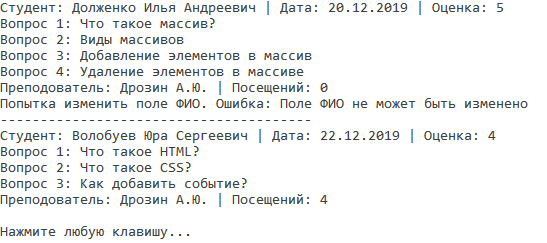 Студент: Долженко Илья Андреевич | Дата: 20.12.2019 | Оценка: 5
Вопрос 1: Что такое массив?
Вопрос 2: Виды массивов
Вопрос 3: Добавление элементов в массив
Вопрос 4: Удаление элементов в массиве
Преподователь: Дрозин А.Ю. | Посещений: 0
Попытка изменить поле ФИО. Ошибка: Поле ФИО не может быть изменено
---------------------------------------
Студент: Волобуев Юра Сергеевич | Дата: 22.12.2019 | Оценка: 4
Вопрос 1: Что такое HTML?
Вопрос 2: Что такое CSS?
Вопрос 3: Как добавить событие?
Преподователь: Дрозин А.Ю. | Посещений: 4
Нажмите любую клавишу...